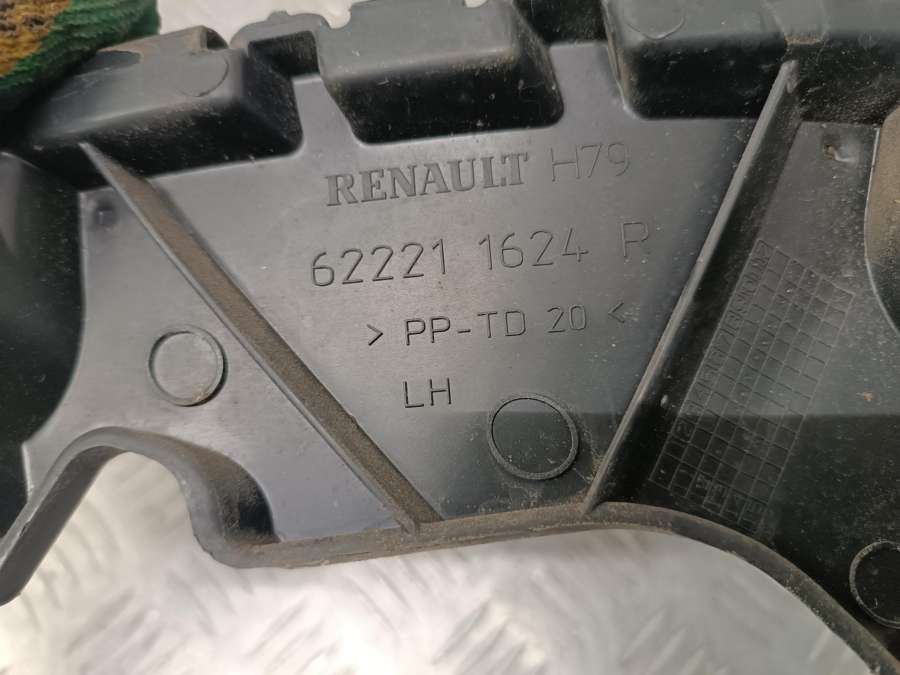 RENAULT H79
62221 1624 R
> PP-TD 20 <
LH